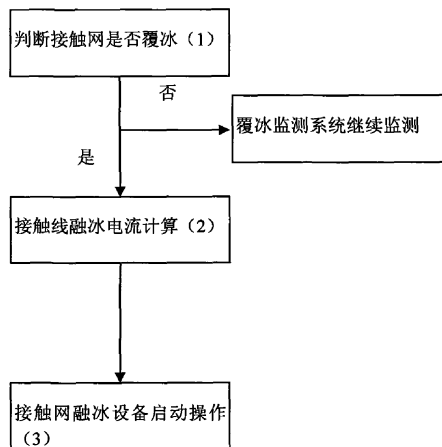 判断接触网是否覆冰（1）
否
覆冰监测系统继续监测
是
接触线融冰电流计算（2）
接触网融冰设备启动操作
（3）